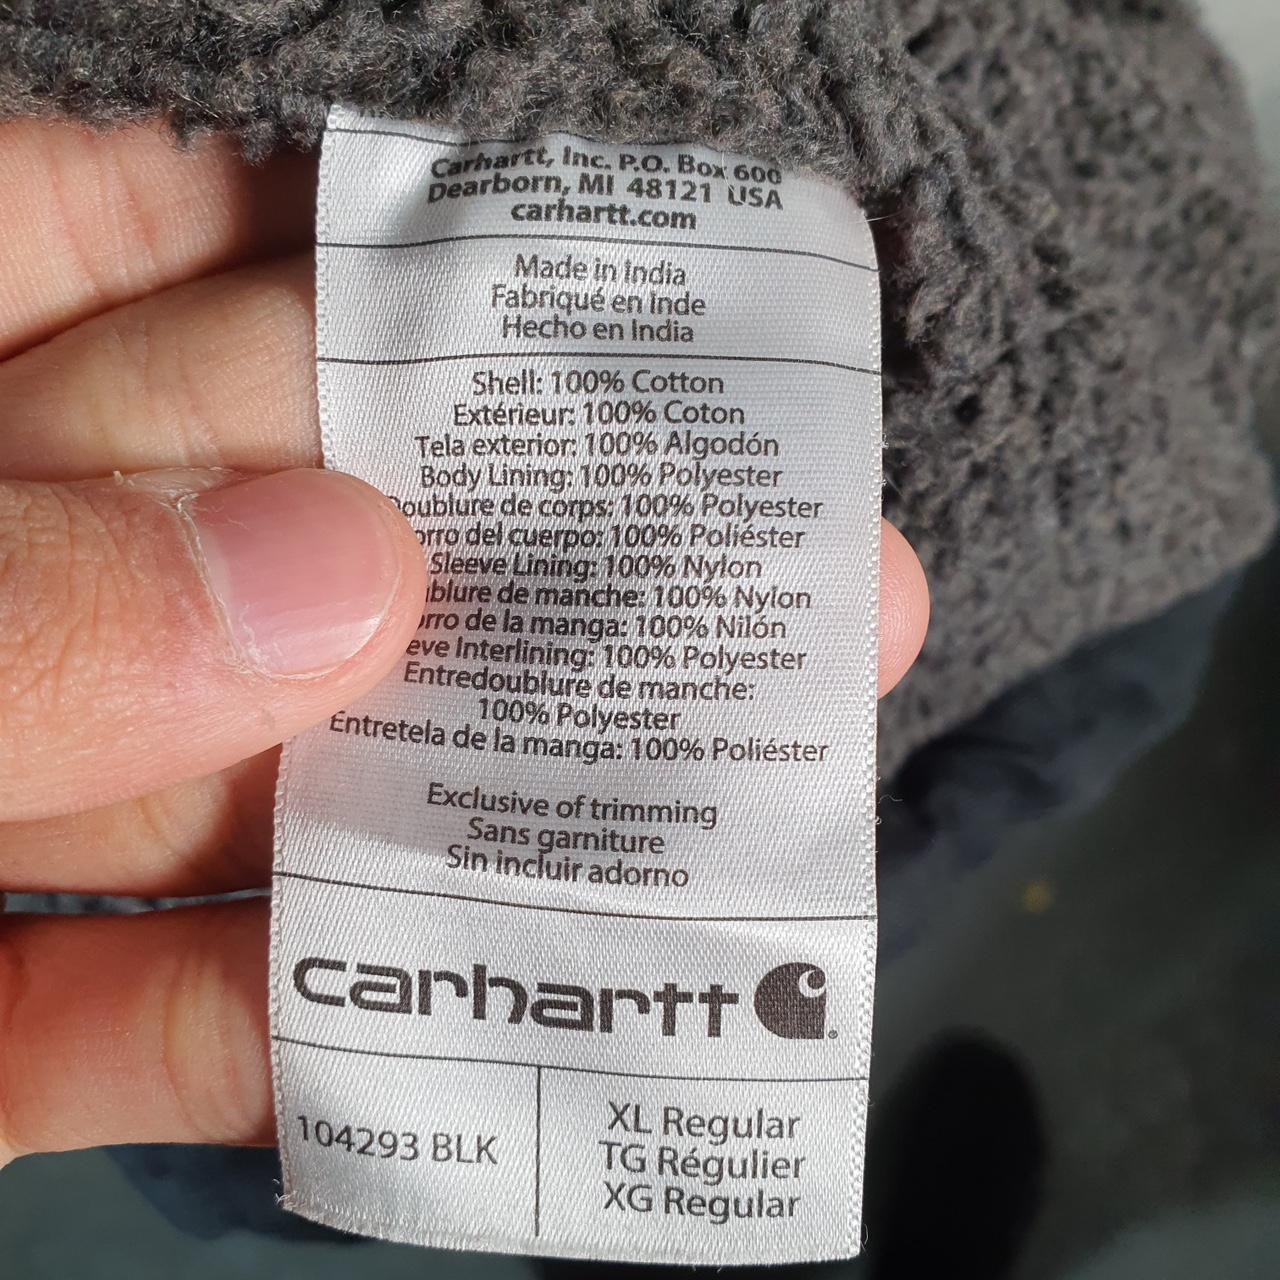 Carhartt, Inc. P.O. Box 600
Dearborn, MI 48121 USA
carhartt.com
Made in India
Fabriqué en Inde
Hecho en India
Shell: 100% Cotton
Extérieur: 100% Coton
Tela exterior: 100% Algodón
Body Lining: 100% Polyester
oublure de corps: 100% Polyester
orro del cuerpo: 100% Poliéster
Sleeve Lining: 100% Nylon
ublure de manche: 100% Nylon
orro de la manga: 100% Nilón
eve Interlining: 100% Polyester
Entredoublure de manche:
100% Polyester
Entretela de la manga: 100% Poliéster
Exclusive of trimming
Sans garniture
Sin incluir adorno
carhartt
104293 BLK
XL Regular
TG Régulier
XG Regular